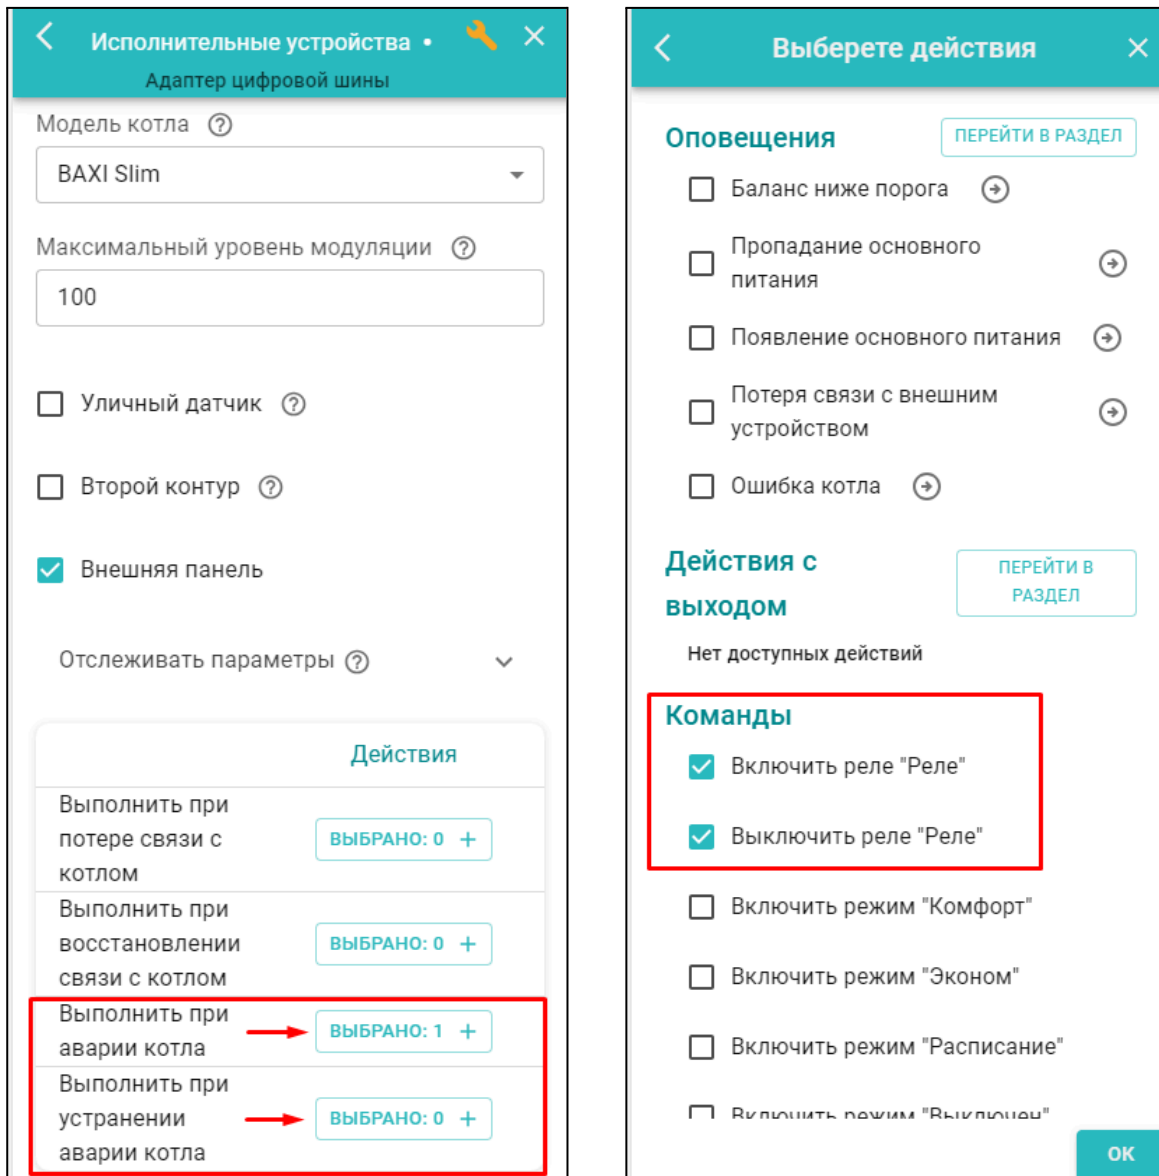 Исполнительные устройства •
Адаптер цифровой шины
Модель котла
BAXI Slim
Максимальный уровень модуляции
100
Уличный датчик
Второй контур
Внешняя панель
Отслеживать параметры
Действия
Выполнить при
потере связи с
котлом
ВЫБРАНО: 0 +
Выполнить при
восстановлении
связи с котлом
ВЫБРАНО: 0 +
Выполнить при
аварии котла
ВЫБРАНО: 1 +
Выполнить при
устранении
аварии котла
ВЫБРАНО: 0 +
Выберете действия
Оповещения
ПЕРЕЙТИ В РАЗДЕЛ
Баланс ниже порога
Пропадание основного
питания
Появление основного питания
Потеря связи с внешним
устройством
Ошибка котла
Действия с
выходом
ПЕРЕЙТИ В
РАЗДЕЛ
Нет доступных действий
Команды
Включить реле "Реле"
Выключить реле "Реле"
Включить режим "Комфорт"
Включить режим "Эконом"
Включить режим "Расписание"
Включить режим "Выключен"
ОК